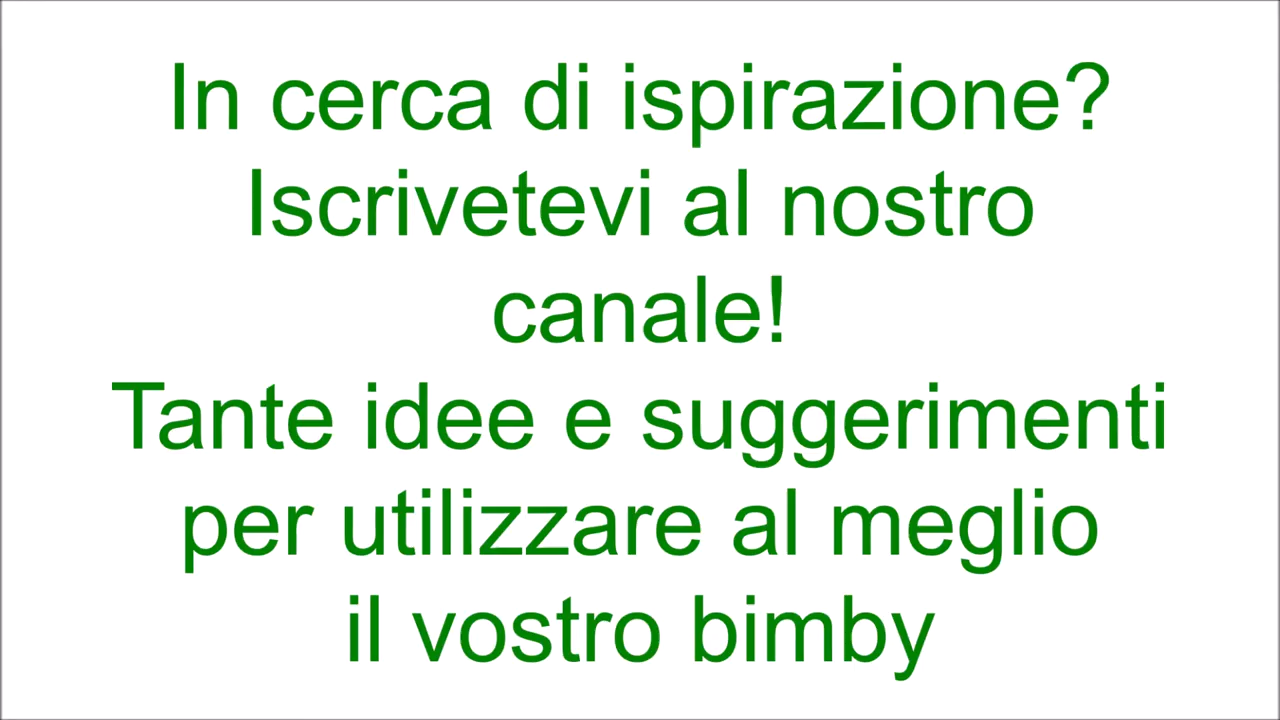 In cerca di ispirazione?
Iscrivetevi al nostro
canale!
Tante idee e suggerimenti
per utilizzare al meglio
il vostro bimby